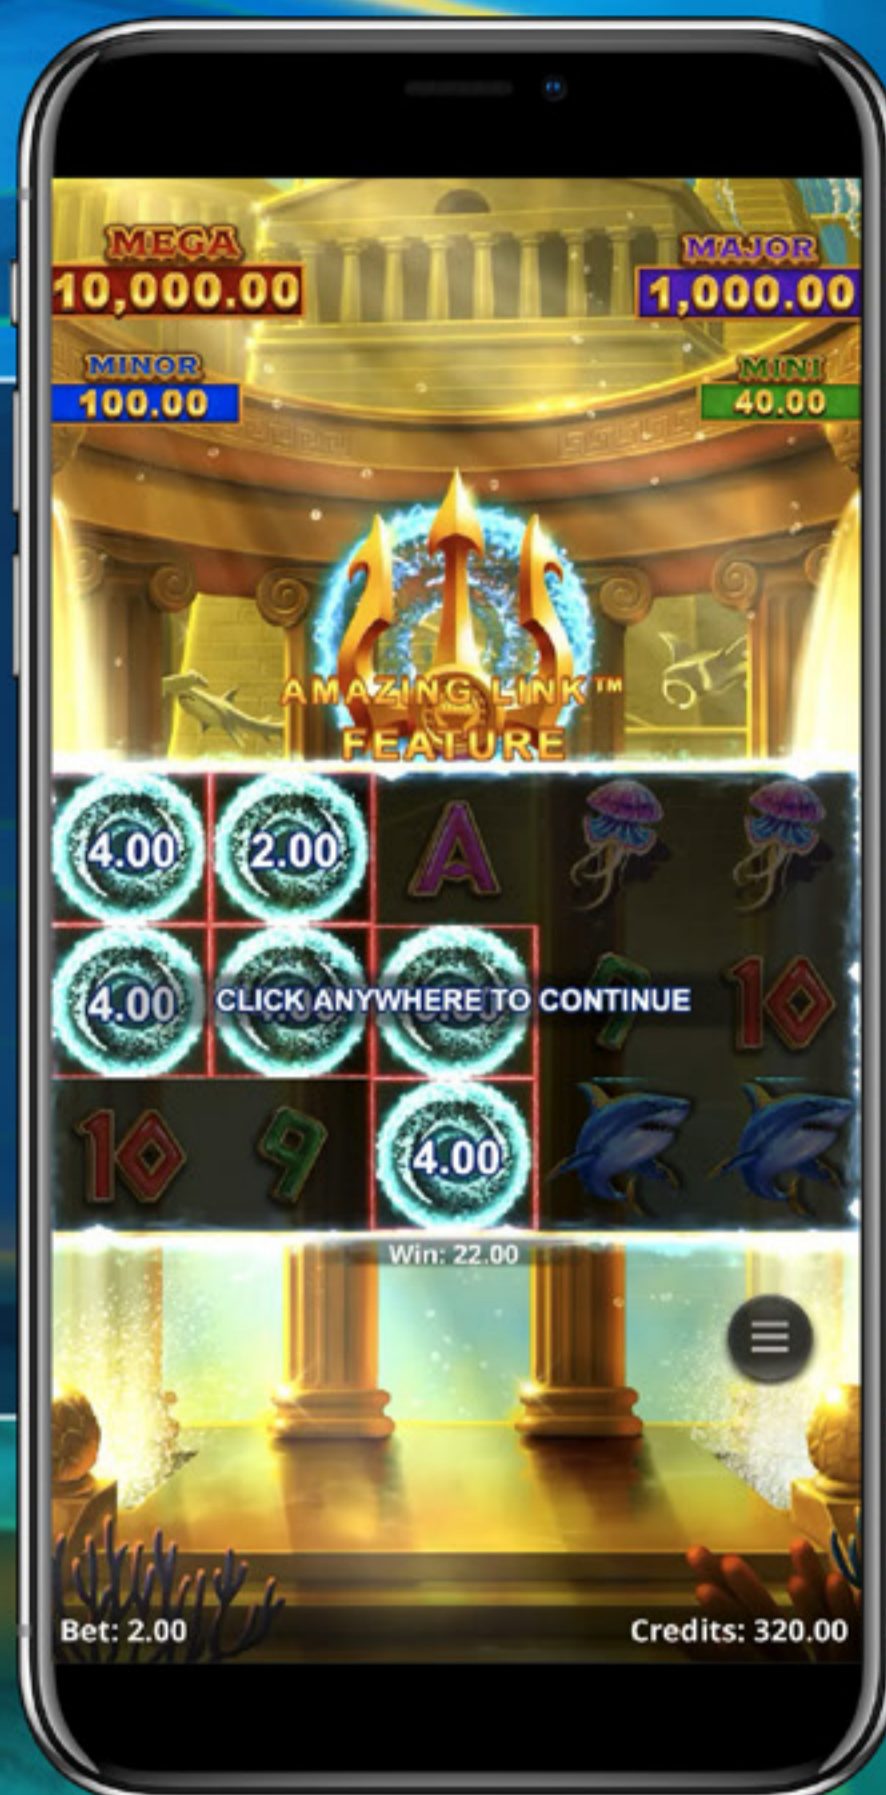 MEGA
10,000.00
MAJOR
1,000.00
MINOR
100.00
MINI
40.00
AMAZING LINK™
FEATURE
4.00 2.00 A
4.00 CLICK ANYWHERE TO CONTINUE 10
10 9 4.00
Win: 22.00
Bet: 2.00
Credits: 320.00